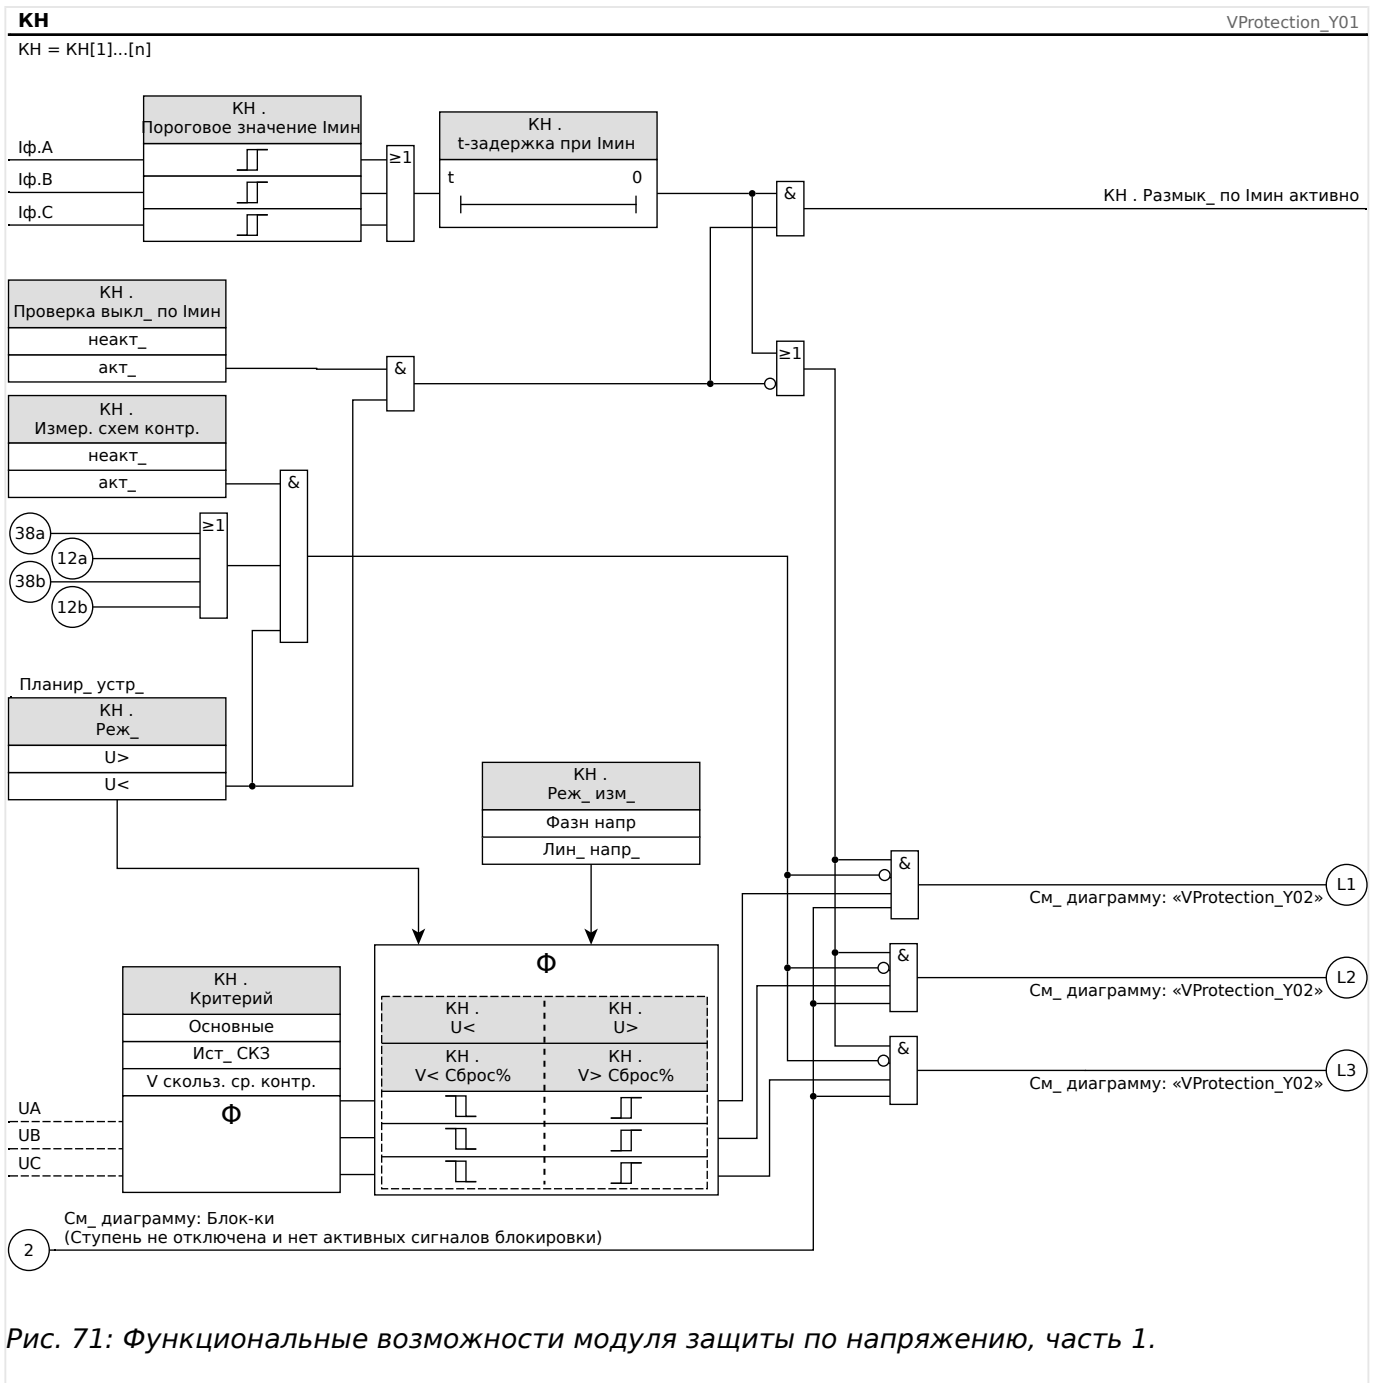 КН
VProtection_Y01
КН = КН[1]...[n]
КН .
Пороговое значение Iмин
Iф.A
Iф.B
Iф.C
≥1
КН .
t-задержка при Iмин
t
0
&
КН . Размык_ по Iмин активно
КН .
Проверка выкл_ по Iмин
неакт_
акт_
&
≥1
КН .
Измер. схем контр.
неакт_
акт_
&
≥1
38a
12a
38b
12b
Планир_ устр_
КН .
Реж_
U>
U<
КН .
Реж_ изм_
Фазн напр
Лин_ напр_
&
L1
См_ диаграмму: «VProtection_Y02»
&
L2
См_ диаграмму: «VProtection_Y02»
&
L3
См_ диаграмму: «VProtection_Y02»
Ф
КН .
U<
КН .
U>
КН .
V< Сброс%
КН .
V> Сброс%
КН .
Критерий
Основные
Ист_ СКЗ
V скольз. ср. контр.
Ф
UA
UB
UC
См_ диаграмму: Блок-ки
(Ступень не отключена и нет активных сигналов блокировки)
2
Рис. 71: Функциональные возможности модуля защиты по напряжению, часть 1.